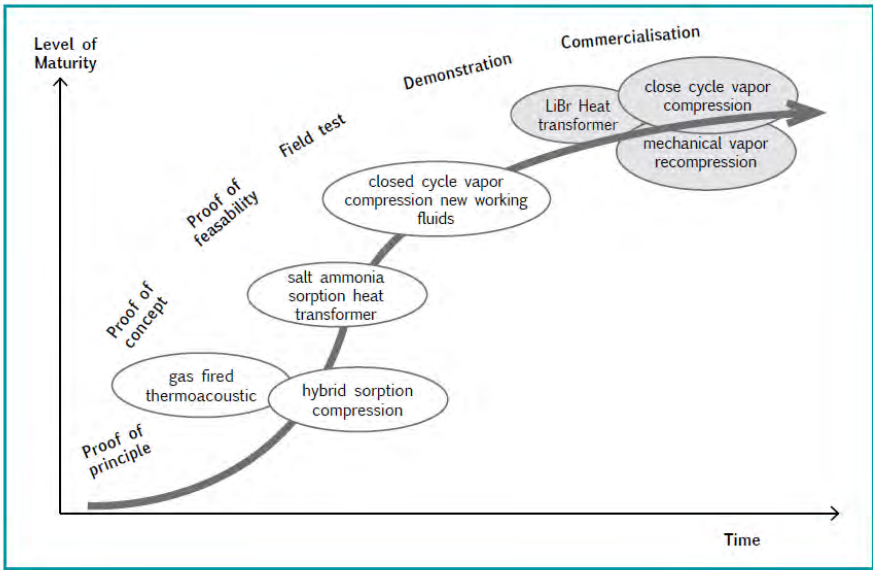 Level of
Maturity
Commercialisation
Demonstration
Field test
Proof of
feasability
Proof of
concept
Proof of
principle
close cycle vapor
compression
LiBr Heat
transformer
mechanical vapor
recompression
closed cycle vapor
compression new working
fluids
salt ammonia
sorption heat
transformer
gas fired
thermoacoustic
hybrid sorption
compression
Time